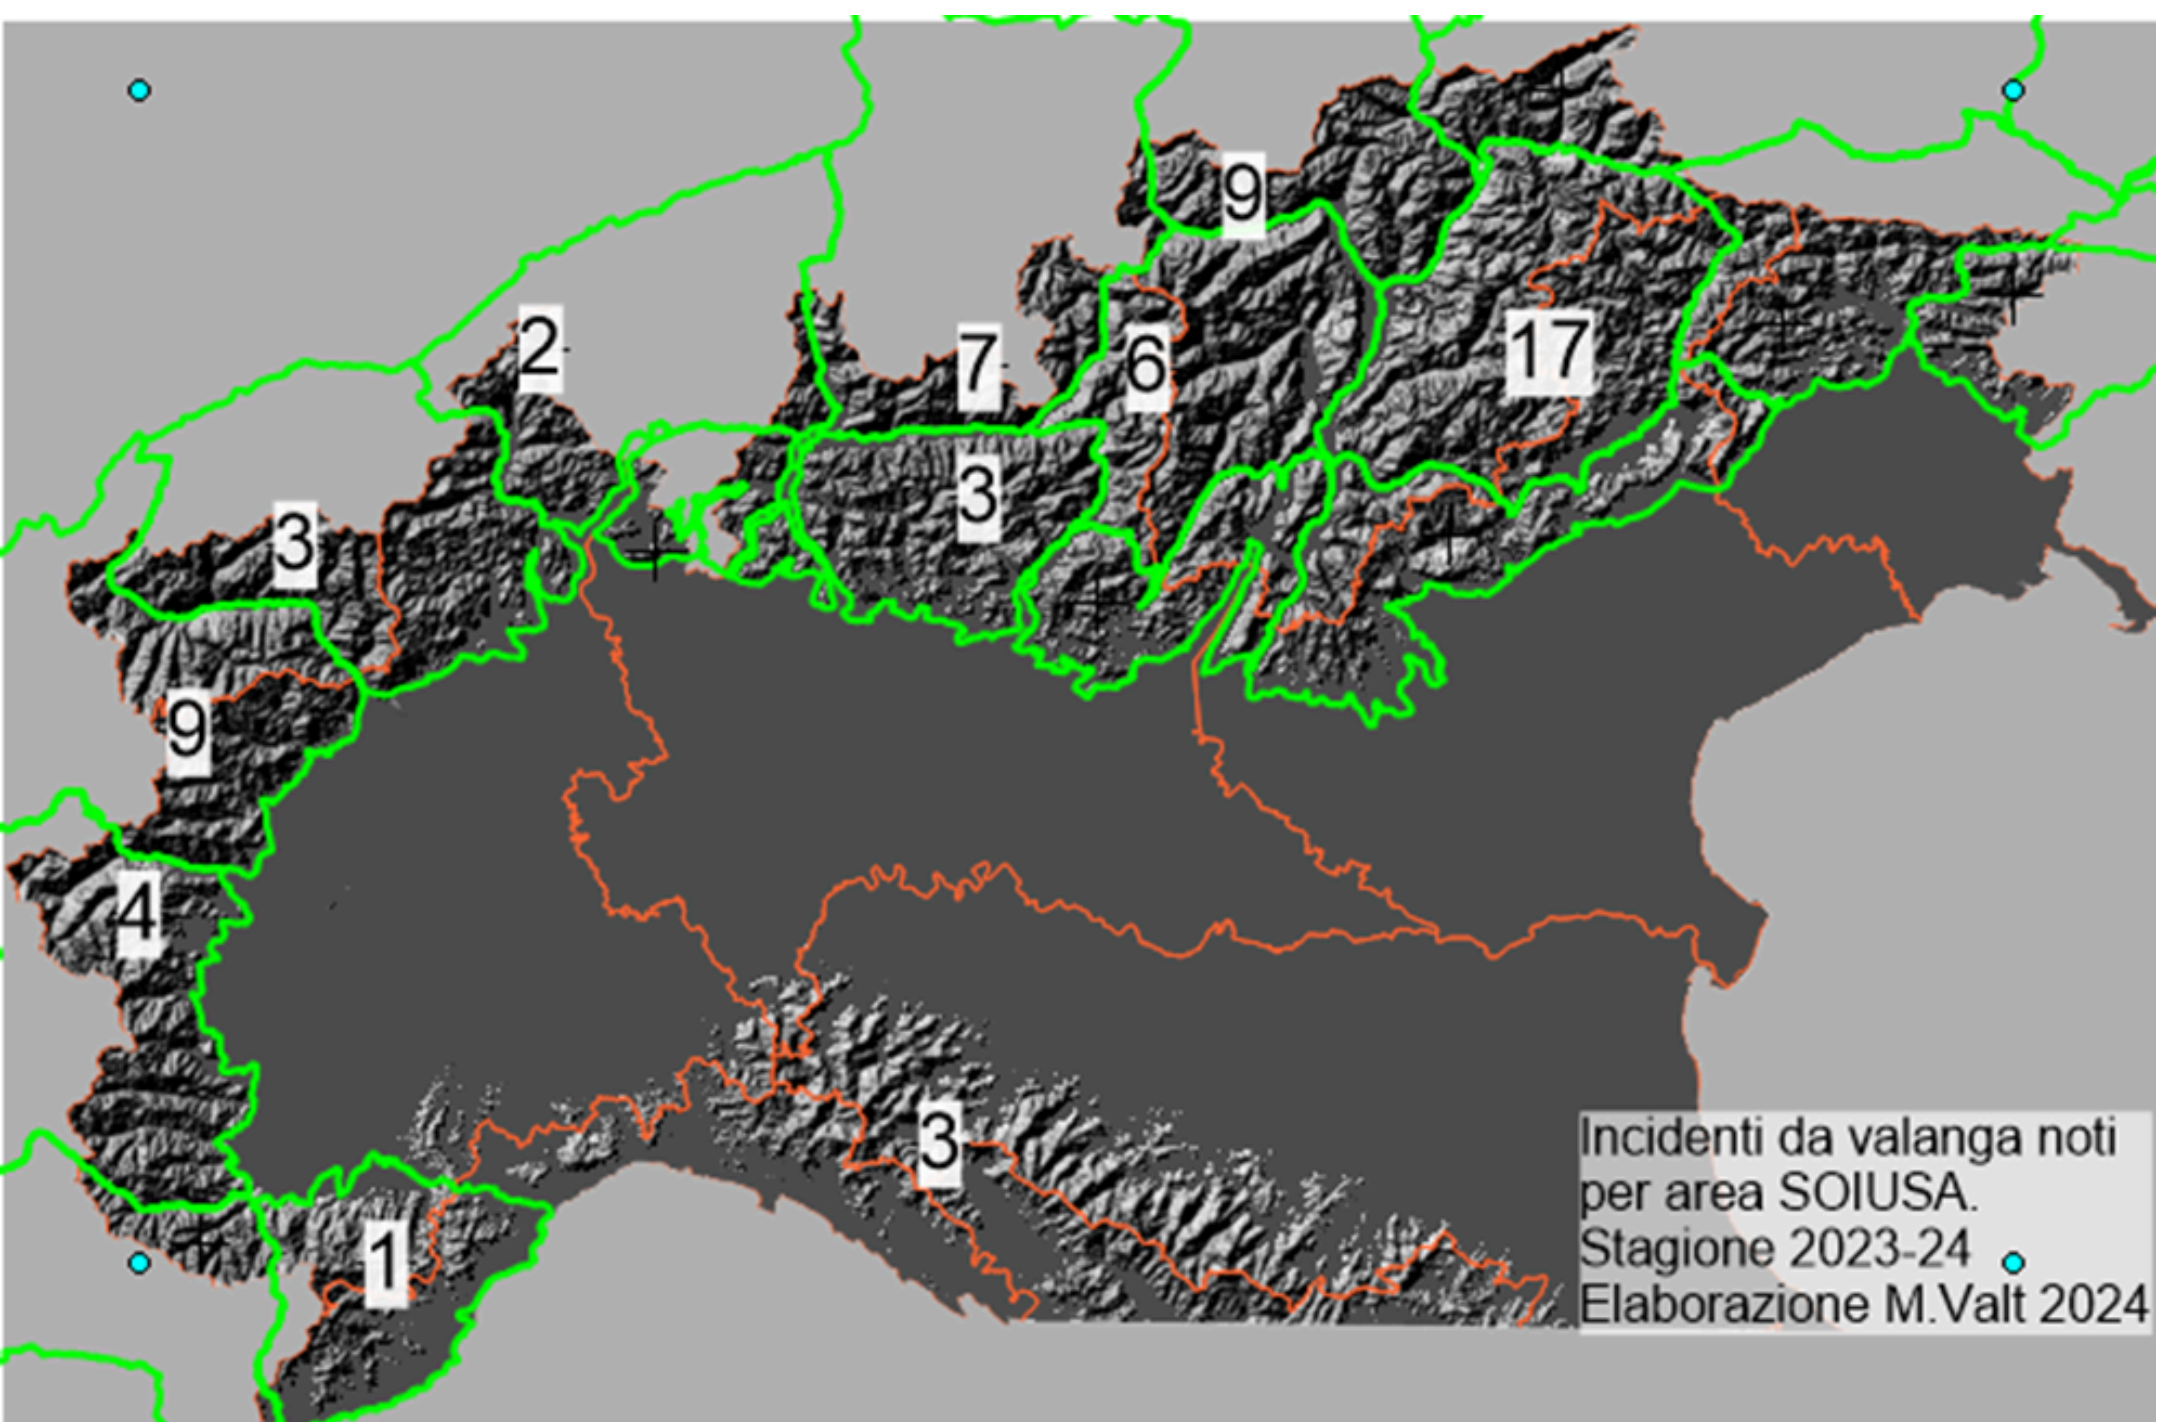 9
2
17
7
6
3
3
9
4
3
1
Incidenti da valanga noti
per area SOIUSA.
Stagione 2023-24
Elaborazione M.Valt 2024